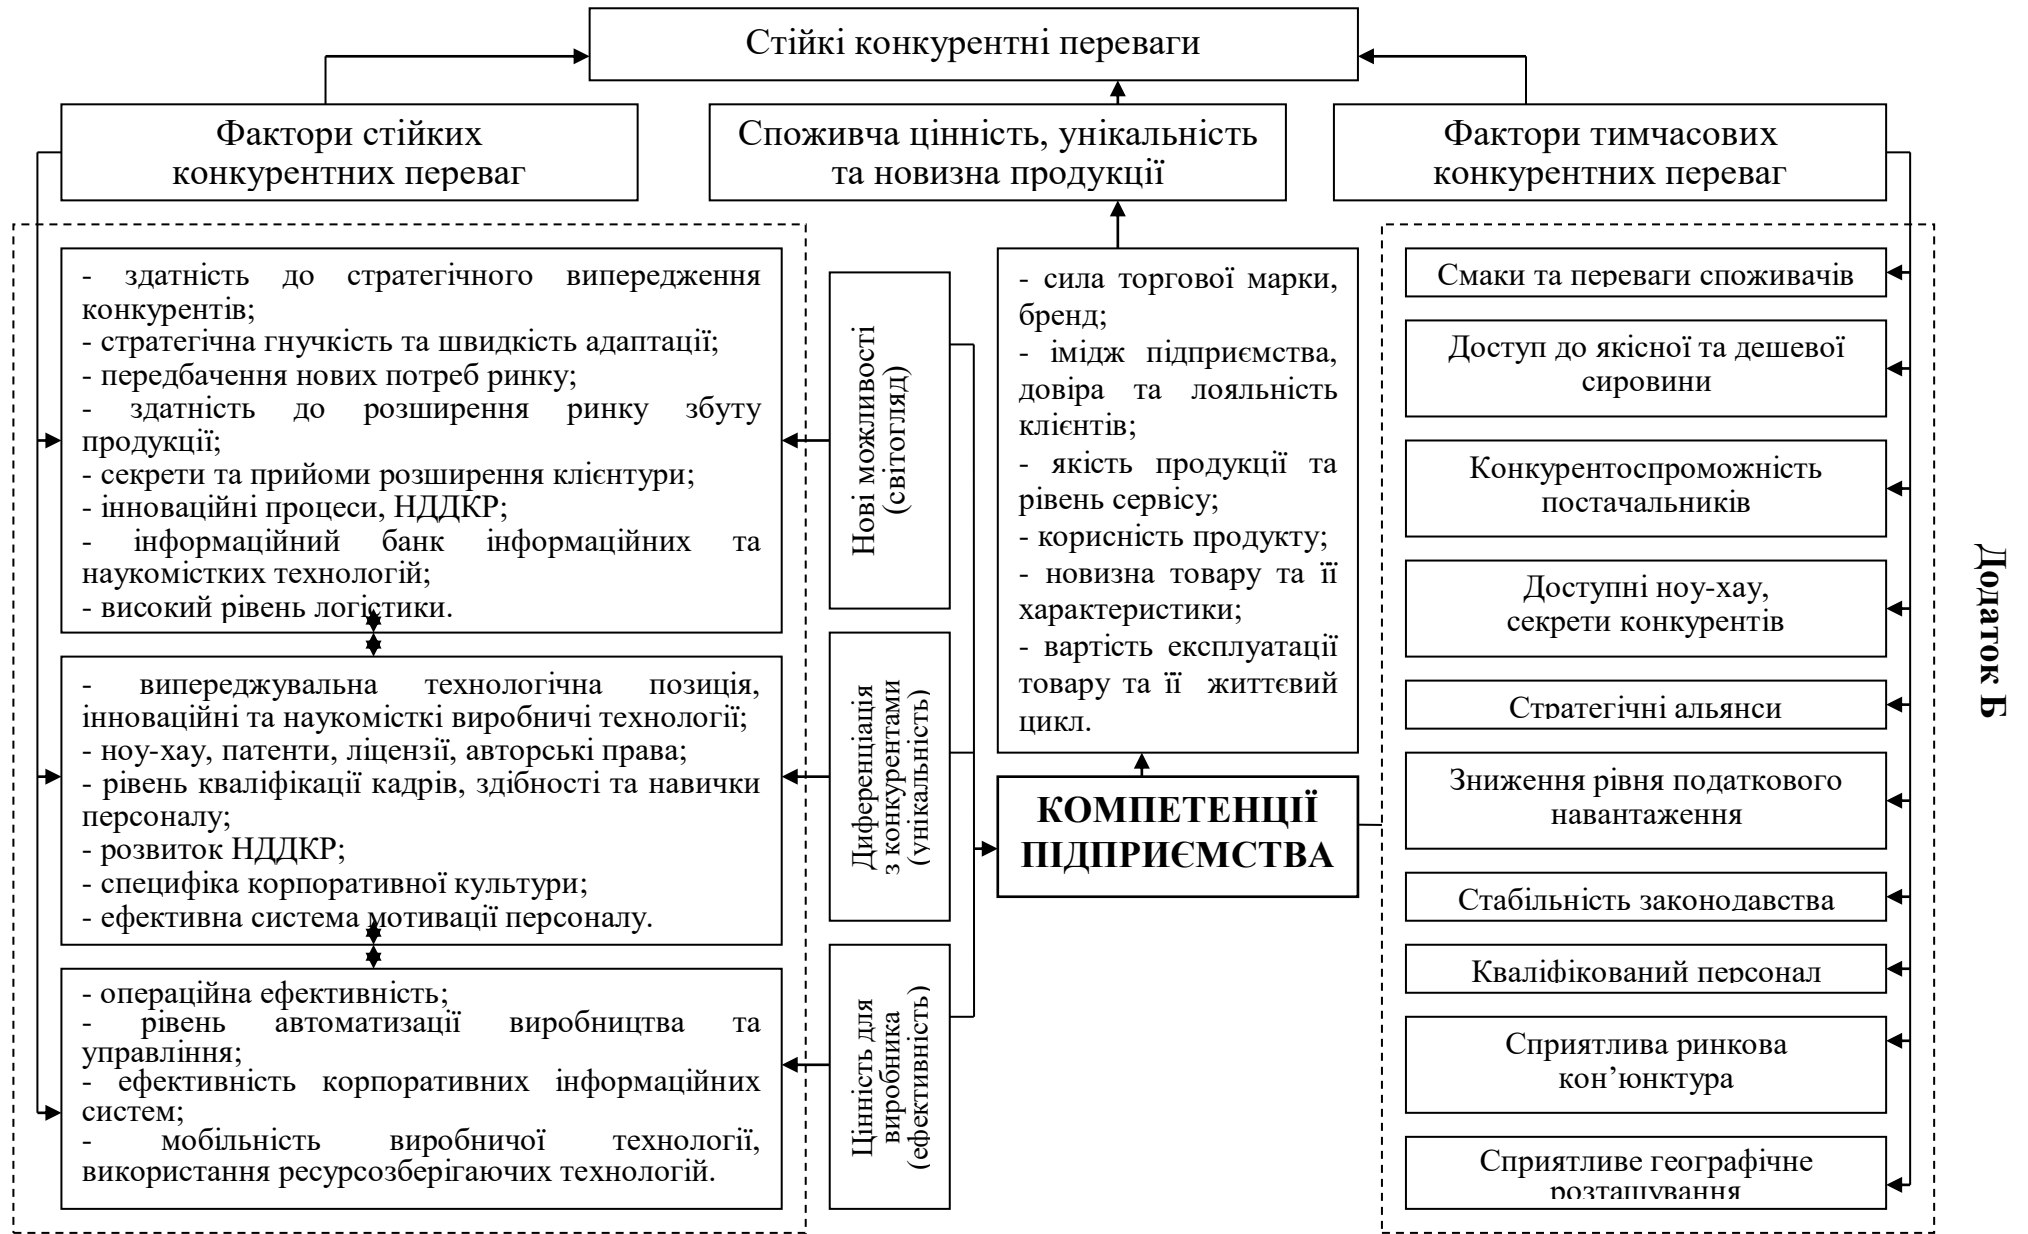 Стійкі конкурентні переваги
Фактори стійких
конкурентних переваг
Споживча цінність, унікальність
та новизна продукції
Фактори тимчасових
конкурентних переваг
- здатність до стратегічного випередження
конкурентів;
- стратегічна гнучкість та швидкість адаптації;
- передбачення нових потреб ринку;
- здатність до розширення ринку збуту
продукції;
- секрети та прийоми розширення клієнтури;
- інноваційні процеси, НДДКР;
- інформаційний банк інформаційних та
наукомістких технологій;
- високий рівень логістики.
- випереджувальна технологічна позиція,
інноваційні та наукомісткі виробничі технології;
- ноу-хау, патенти, ліцензії, авторські права;
- рівень кваліфікації кадрів, здібності та навички
персоналу;
- розвиток НДДКР;
- специфіка корпоративної культури;
- ефективна система мотивації персоналу.
- операційна ефективність;
- рівень автоматизації виробництва та
управління;
- ефективність корпоративних інформаційних
систем;
- мобільність виробничої технології,
використання ресурсозберігаючих технологій.
Нові можливості
(світогляд)
Диференціація
з конкурентами
(унікальність)
Цінність для
виробника
(ефективність)
- сила торгової марки,
бренд;
- імідж підприємства,
довіра та лояльність
клієнтів;
- якість продукції та
рівень сервісу;
- корисність продукту;
- новизна товару та її
характеристики;
- вартість експлуатації
товару та її життєвий
цикл.
КОМПЕТЕНЦІЇ
ПІДПРИЄМСТВА
Смаки та переваги споживачів
Доступ до якісної та дешевої
сировини
Конкурентоспроможність
постачальників
Доступні ноу-хау,
секрети конкурентів
Стратегічні альянси
Зниження рівня податкового
навантаження
Стабільність законодавства
Кваліфікований персонал
Сприятлива ринкова
кон’юнктура
Сприятливе географічне
розташування
Додаток Б